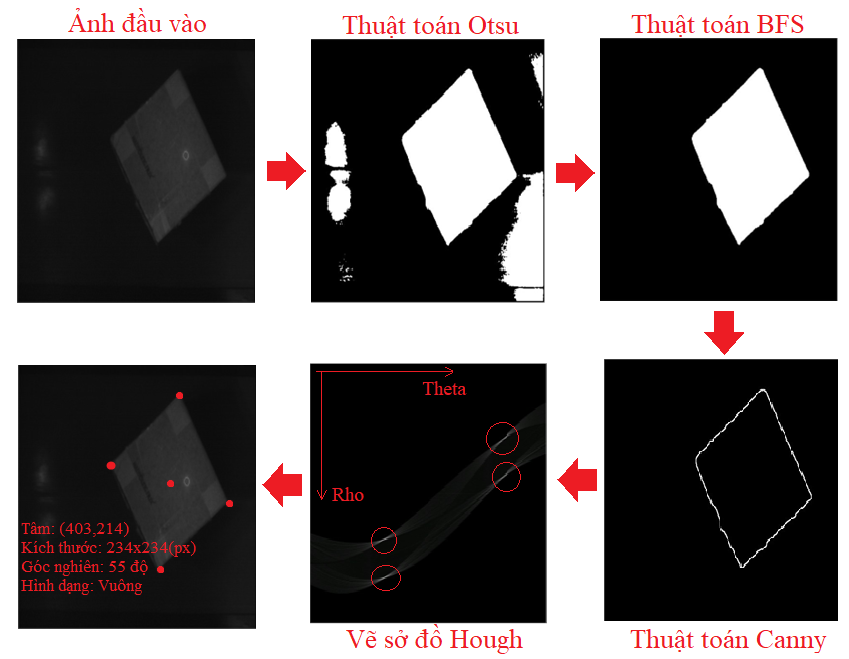 Ảnh đầu vào
Thuật toán Otsu
Thuật toán BFS
Theta
Rho
Tâm: (403,214)
Kích thước: 234x234(px)
Góc nghiên: 55 độ
Hình dạng: Vuông
Vẽ sở đồ Hough
Thuật toán Canny